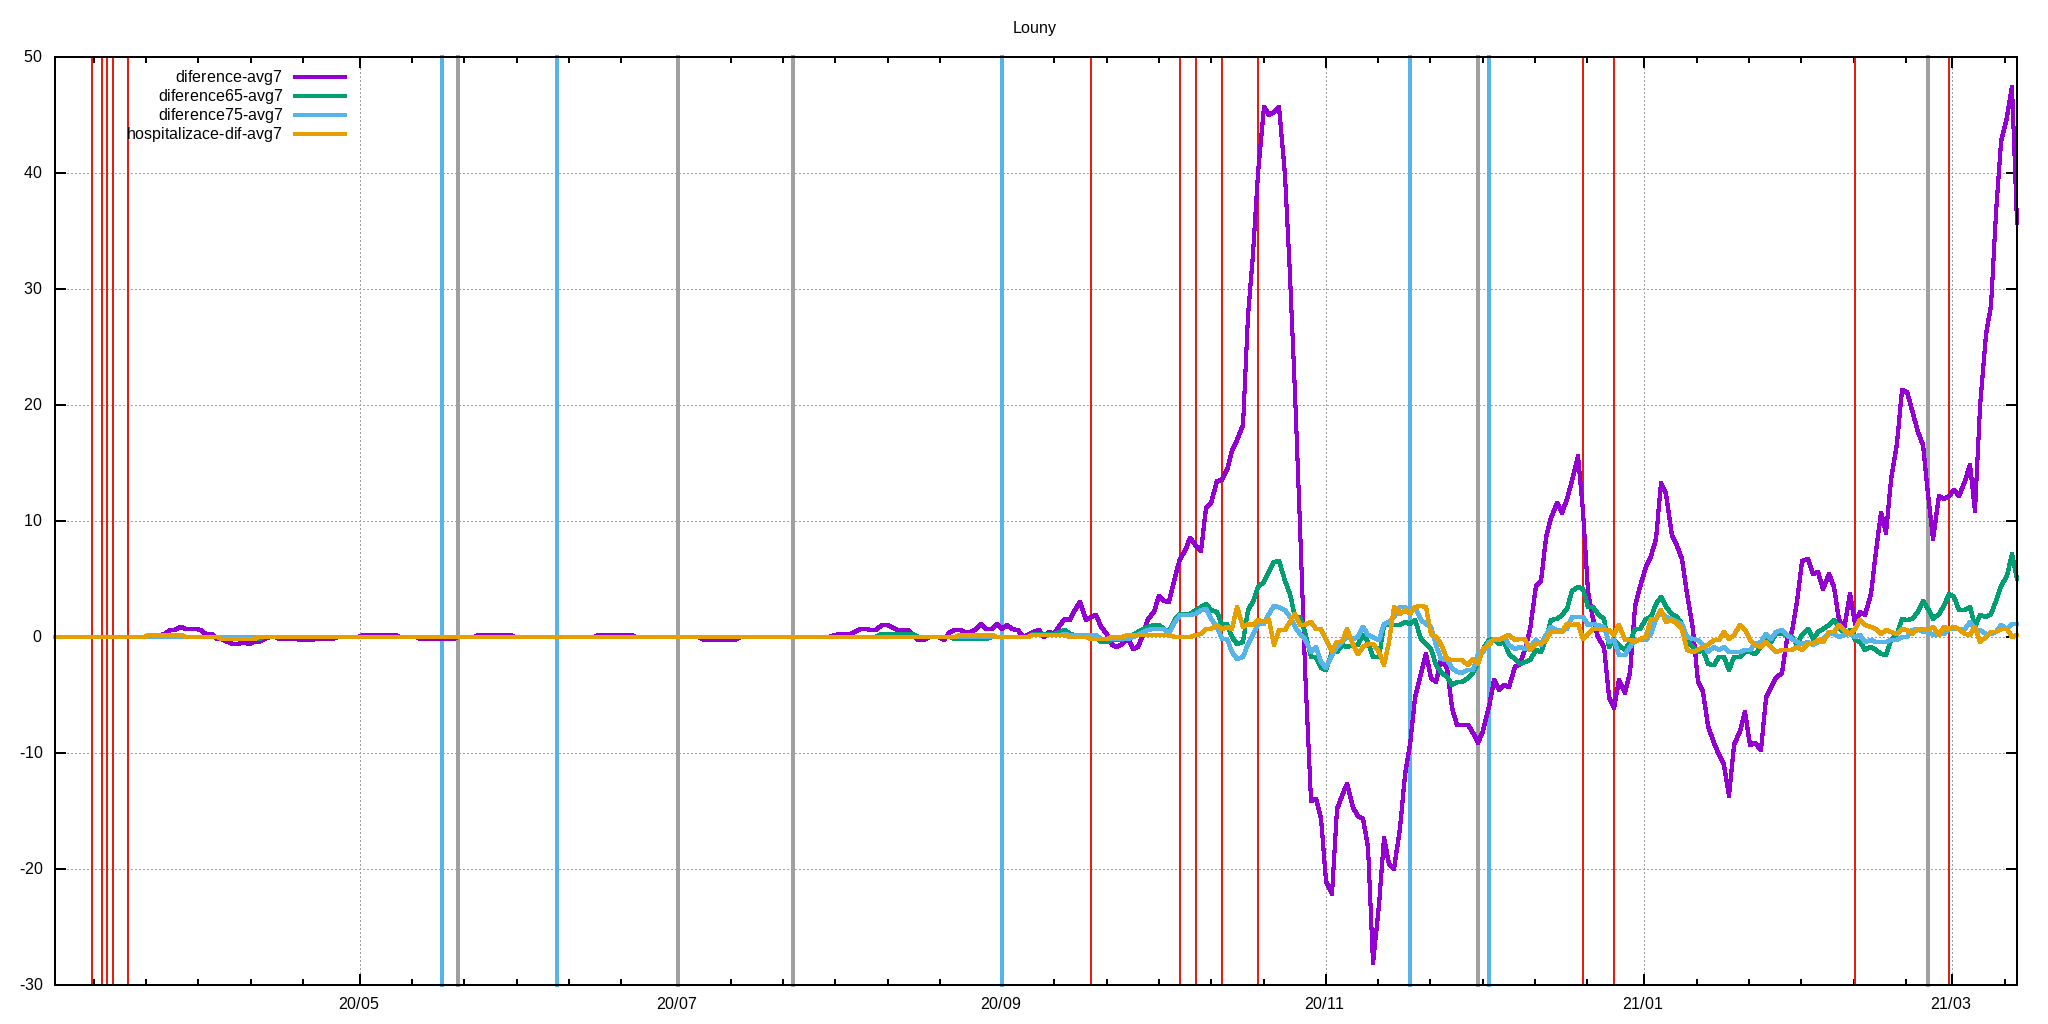 Louny
50
diference-avg7
diference65-avg7
diference75-avg7
hospitalizace-dif-avg7
40
30
20
10
0
-10
-20
-30
20/05 20/07 20/09 20/11 21/01 21/03